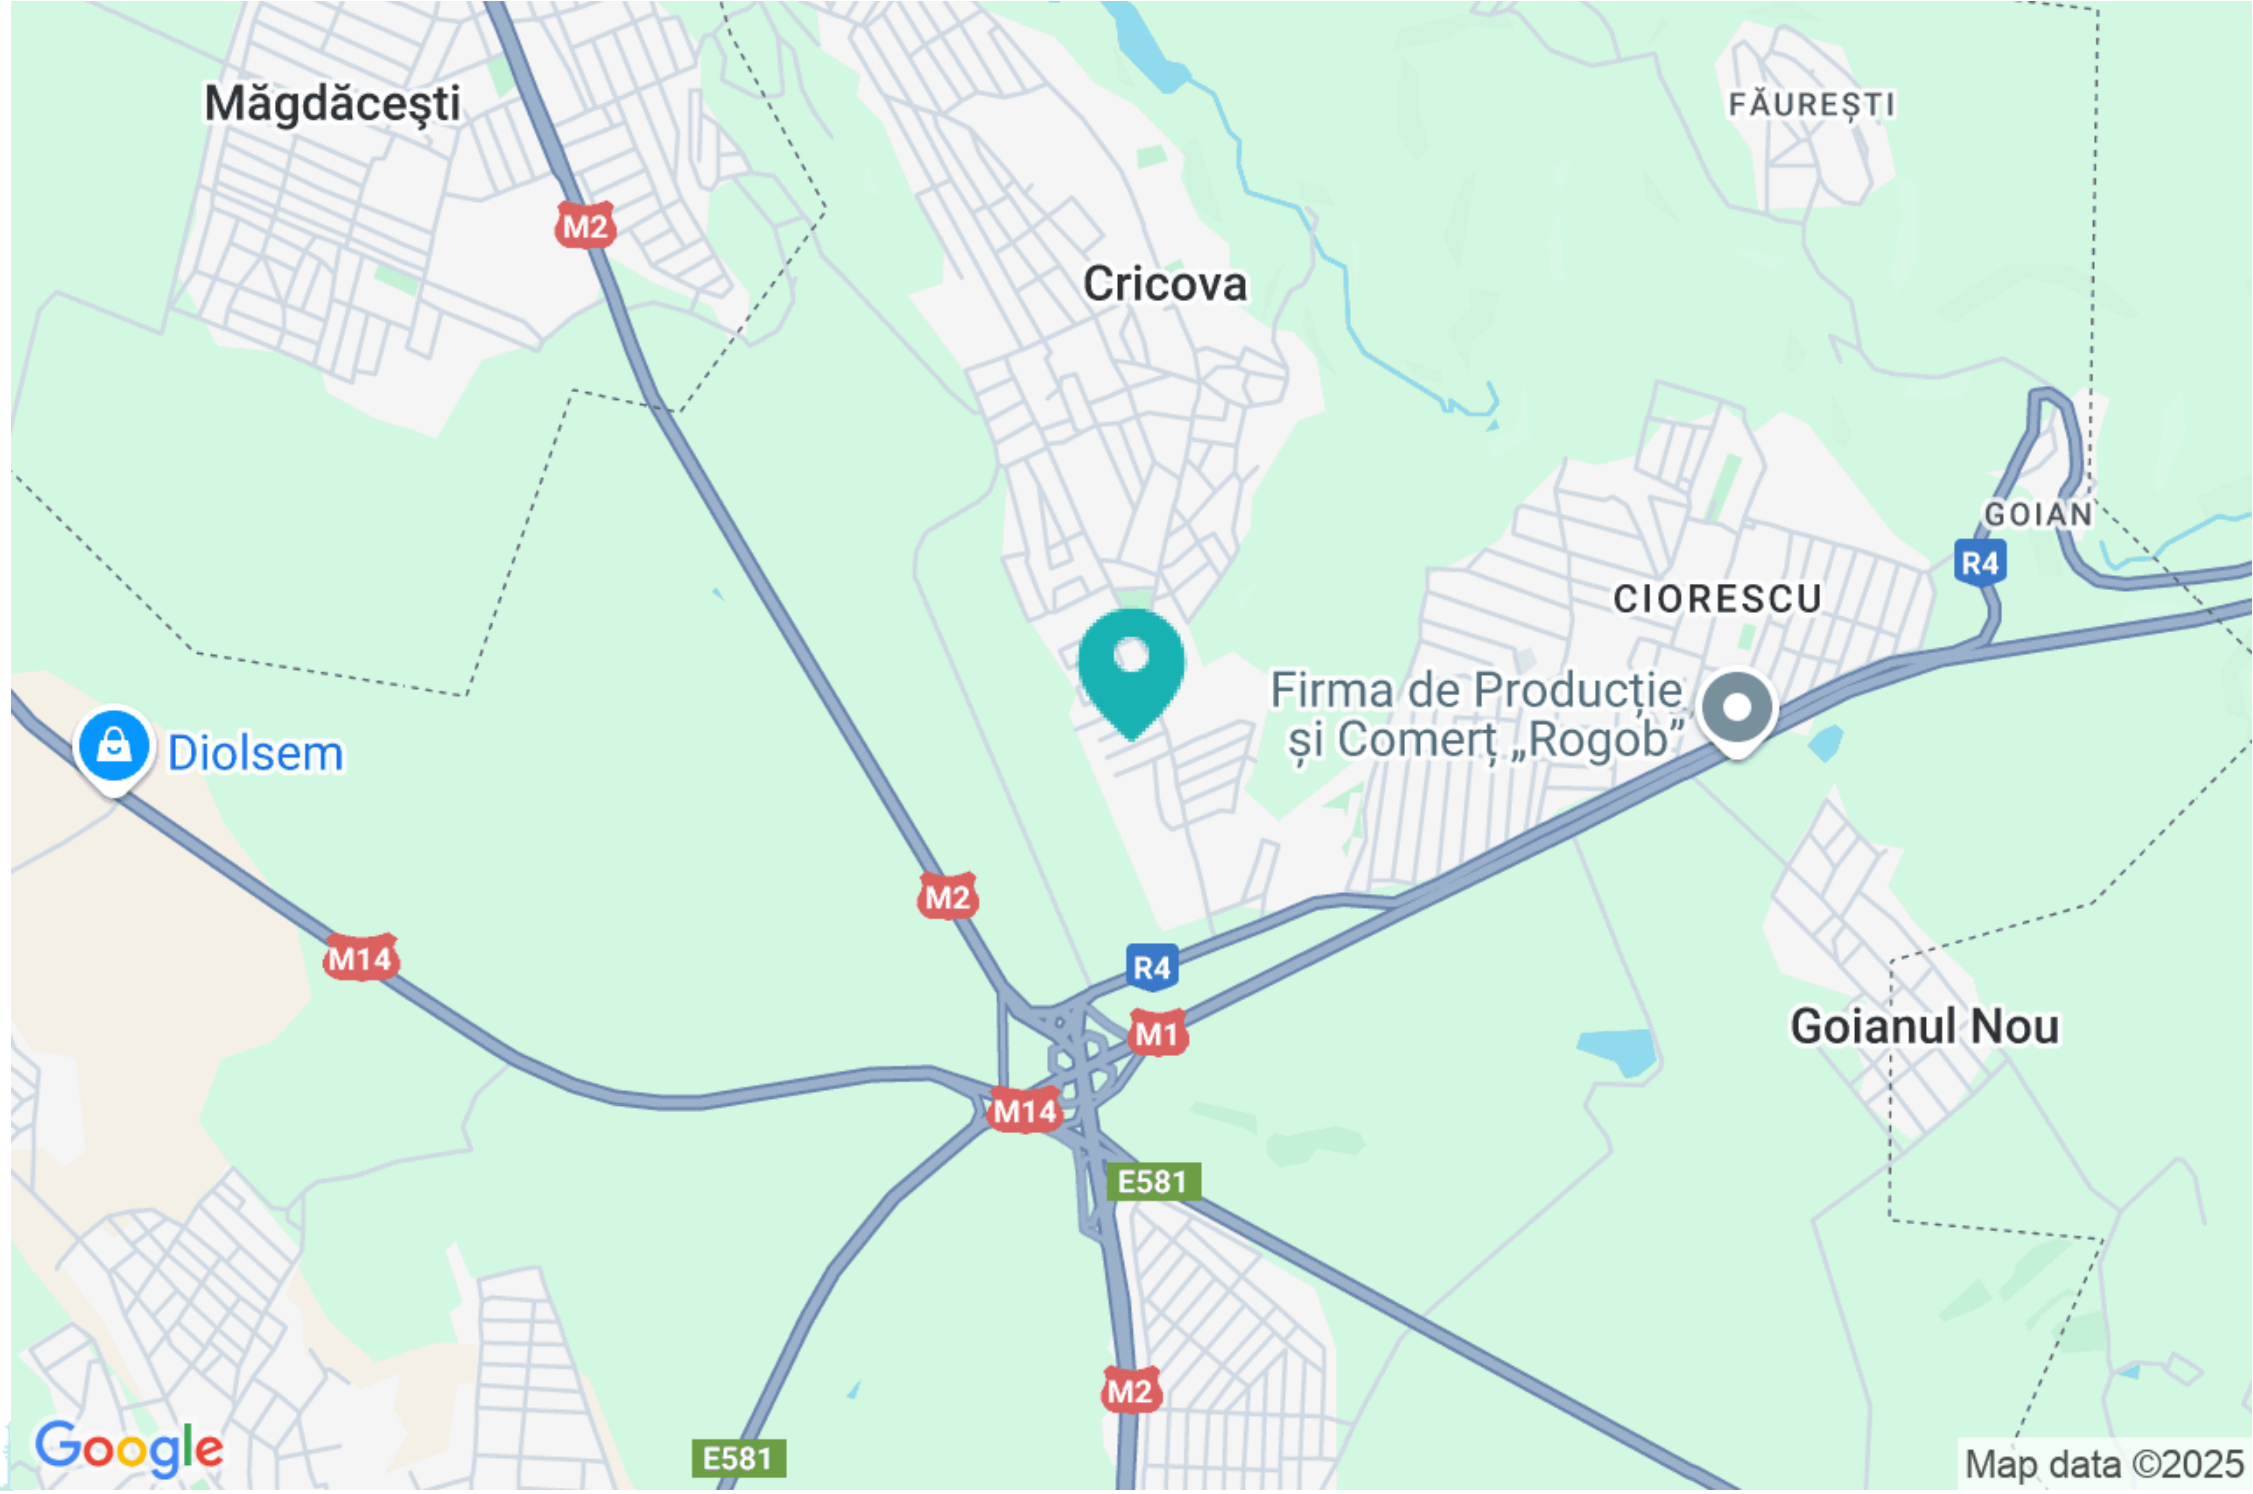 Măgdăceşti
FĂUREȘTI
M2
Cricova
GOIAN
R4
CIORESCU
Firma de Producție
și Comerț „Rogob”
Diolsem
M2
M14
R4
M1
Goianul Nou
M14
E581
M2
Google
E581
Map data ©2025